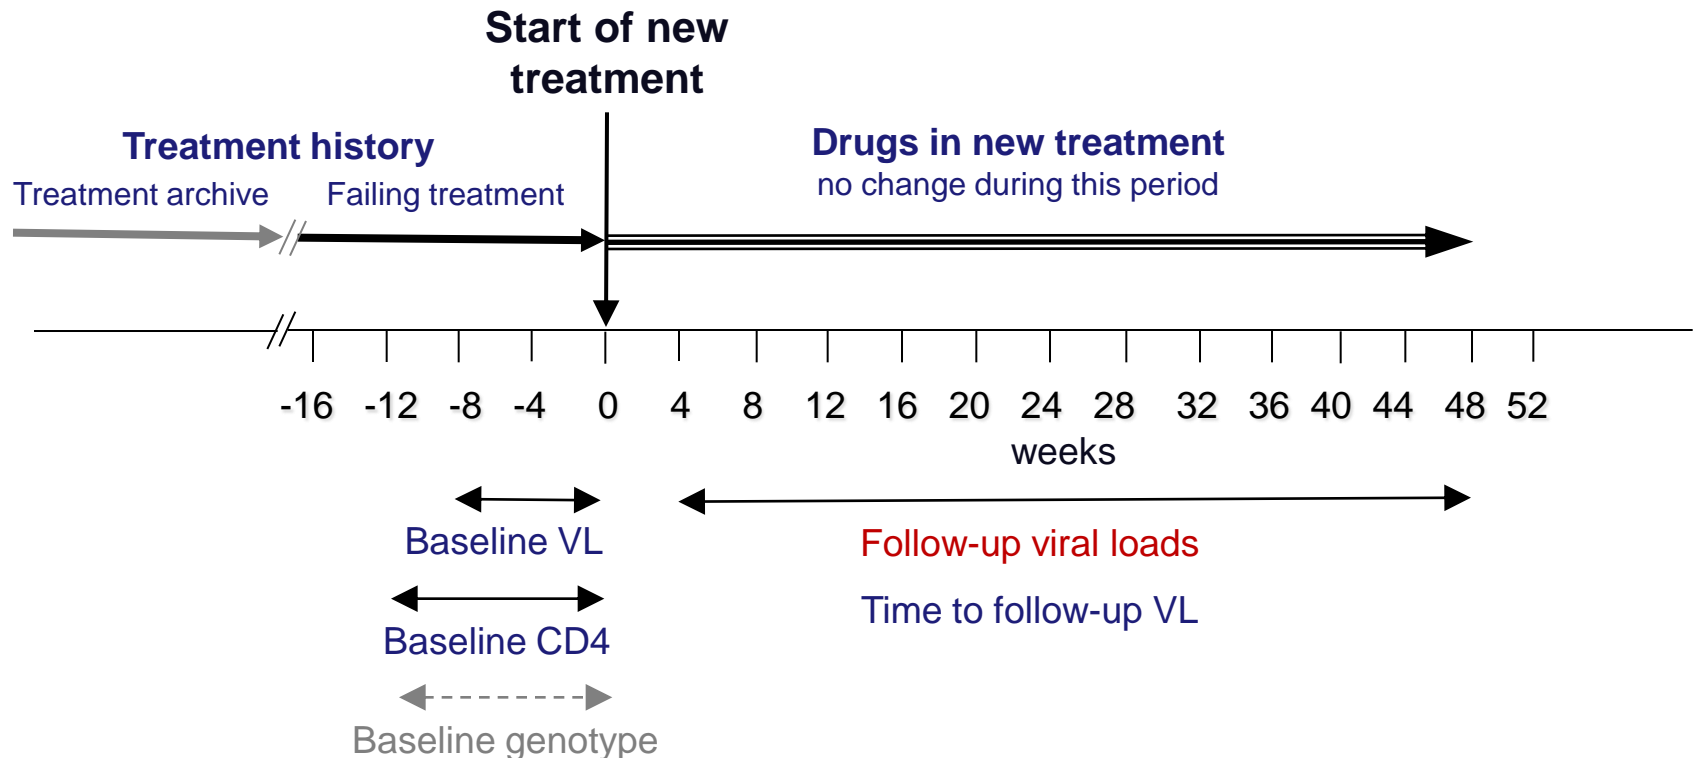 Start of new
treatment
Treatment history
Treatment archive
Failing treatment
Drugs in new treatment
no change during this period
-16 -12 -8 -4 0 4 8 12 16 20 24 28 32 36 40 44 48 52
weeks
Baseline VL
Follow-up viral loads
Baseline CD4
Time to follow-up VL
Baseline genotype